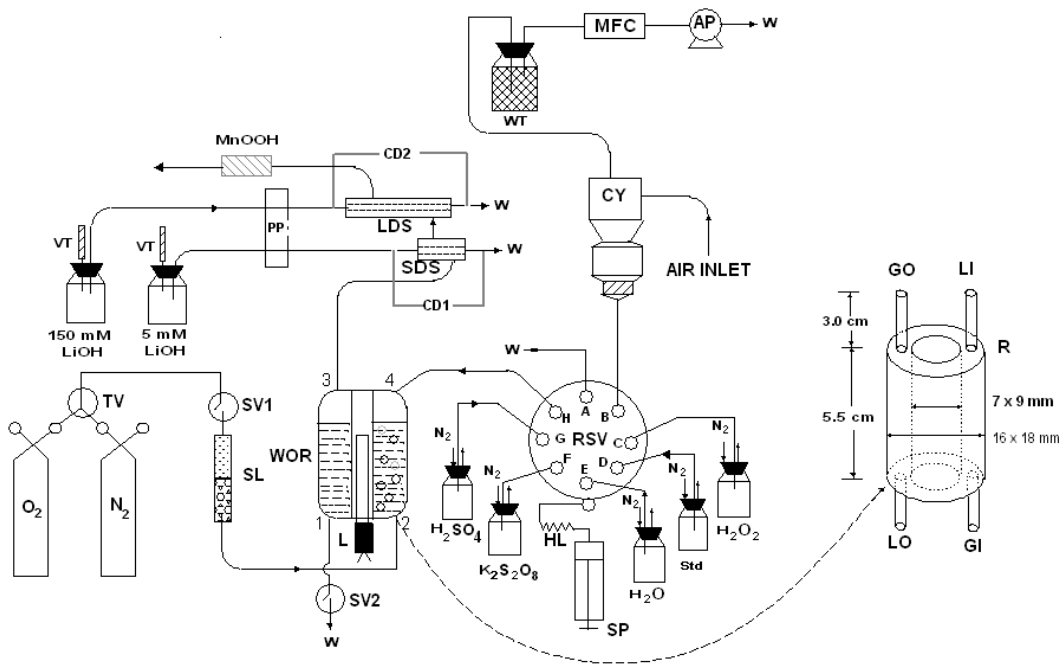 MFC
AP
W
WT
MnOOH
CD2
CY
W
LDS
PP
VT
VT
SDS
W
CD1
AIR INLET
150 mM
LiOH
5 mM
LiOH
GO
LI
3.0 cm
R
5.5 cm
7 x 9 mm
16 x 18 mm
LO
GI
TV
SV1
SL
O2
N2
3
4
WOR
1
2
L
SV2
W
W
A
B
C
D
E
F
G
H
RSV
N2
H2SO4
N2
K2S2O8
HL
SP
N2
H2O
N2
Std
N2
H2O2